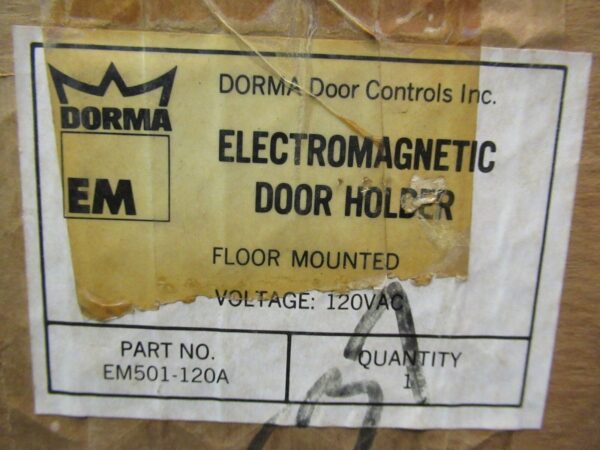 DORMA
EM
DORMA Door Controls Inc.
ELECTROMAGNETIC
DOOR HOLDER
FLOOR MOUNTED
VOLTAGE: 120VAC
PART NO.
EM501-120A
QUANTITY
1